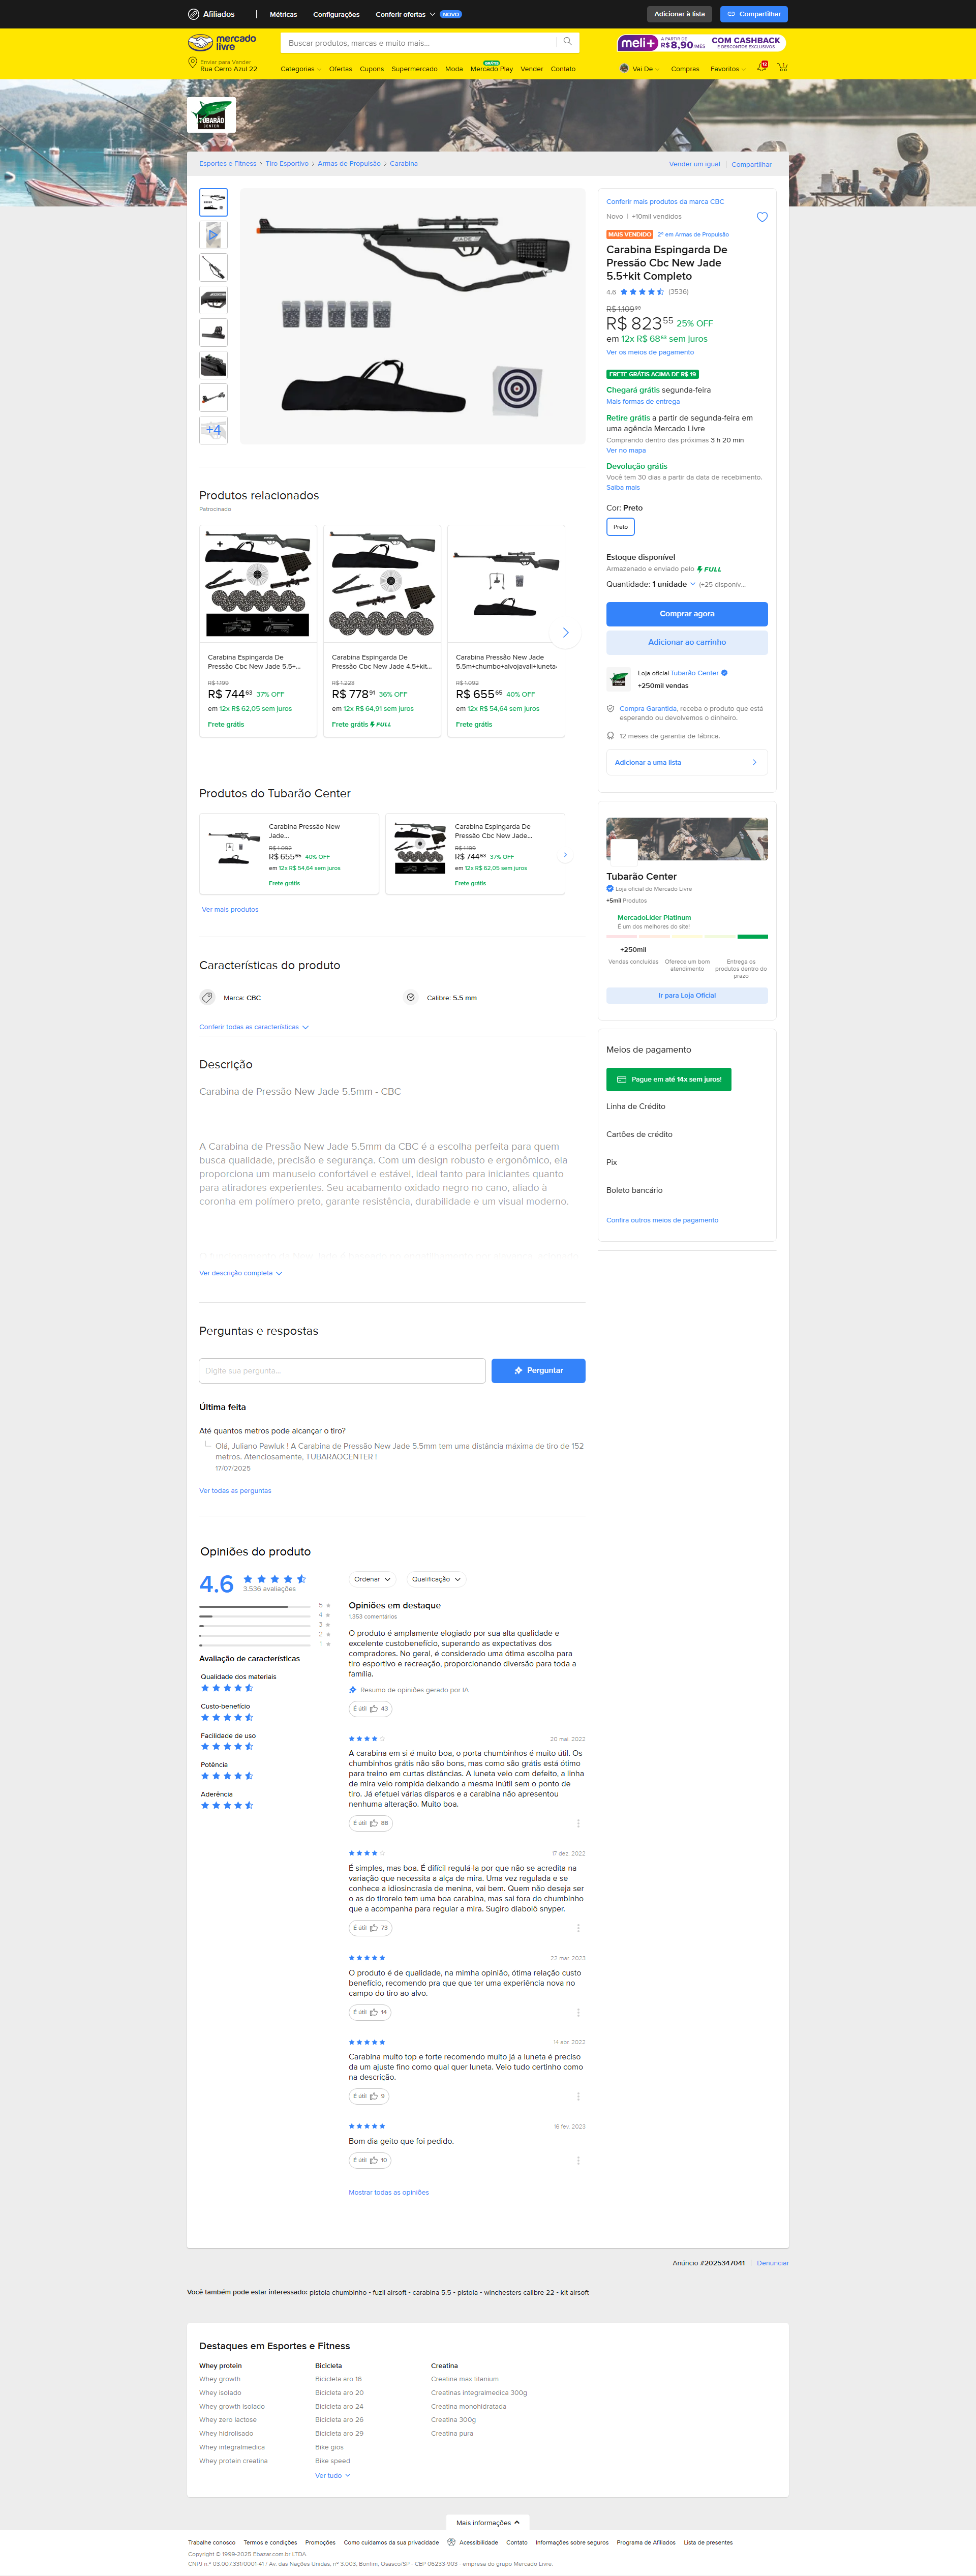 Afiliados
Métricas
Configurações
Conferir ofertas
NOVO
Adicionar à lista
Compartilhar
mercado
livre
Buscar produtos, marcas e muito mais...
meli+
A PARTIR DE
R$8,90/MÊS
COM CASHBACK
E DESCONTOS EXCLUSIVOS
Enviar para Vander
Rua Cerro Azul 22
Categorias
Ofertas
Cupons
Supermercado
Moda
Mercado Play
Vender
Contato
Vai De
Compras
Favoritos
TUBARÃO
CENTER
Esportes e Fitness
Tiro Esportivo
Armas de Propulsão
Carabina
Vender um igual
Compartilhar
+4
Conferir mais produtos da marca CBC
Novo | +10mil vendidos
MAIS VENDIDO
2º em Armas de Propulsão
Carabina Espingarda De
Pressão Cbc New Jade
5.5+kit Completo
4.6
(3536)
R$ 1.109⁹⁰
R$ 823⁵⁵ 25% OFF
em 12x R$ 68⁶³ sem juros
Ver os meios de pagamento
FRETE GRÁTIS ACIMA DE R$ 19
Chegará grátis segunda-feira
Mais formas de entrega
Retire grátis a partir de segunda-feira em
uma agência Mercado Livre
Comprando dentro das próximas 3 h 20 min
Ver no mapa
Devolução grátis
Você tem 30 dias a partir da data de recebimento.
Saiba mais
Cor: Preto
Preto
Estoque disponível
Armazenado e enviado pelo FULL
Quantidade: 1 unidade (+25 disponív...
Comprar agora
Adicionar ao carrinho
Loja oficial Tubarão Center
+250mil vendas
Compra Garantida, receba o produto que está
esperando ou devolvemos o dinheiro.
12 meses de garantia de fábrica.
Adicionar a uma lista
Produtos relacionados
Patrocinado
Carabina Espingarda De
Pressão Cbc New Jade 5.5+...
R$ 1.199
R$ 744⁶³ 37% OFF
em 12x R$ 62,05 sem juros
Frete grátis
Carabina Espingarda De
Pressão Cbc New Jade 4.5+kit...
R$ 1.223
R$ 778⁹¹ 36% OFF
em 12x R$ 64,91 sem juros
Frete grátis FULL
Carabina Pressão New Jade
5.5m+chumbo+alvojavali+luneta
R$ 1.092
R$ 655⁶⁵ 40% OFF
em 12x R$ 54,64 sem juros
Frete grátis
Produtos do Tubarão Center
Carabina Pressão New
Jade...
R$ 1.092
R$ 655⁶⁵ 40% OFF
em 12x R$ 54,64 sem juros
Frete grátis
Carabina Espingarda De
Pressão Cbc New Jade...
R$ 1.199
R$ 744⁶³ 37% OFF
em 12x R$ 62,05 sem juros
Frete grátis
Ver mais produtos
Tubarão Center
Loja oficial do Mercado Livre
+5mil Produtos
MercadoLíder Platinum
É um dos melhores do site!
+250mil
Vendas concluídas
Oferece um bom
atendimento
Entrega os
produtos dentro do
prazo
Ir para Loja Oficial
Características do produto
Marca: CBC
Calibre: 5.5 mm
Conferir todas as características
Meios de pagamento
Pague em até 14x sem juros!
Linha de Crédito
Cartões de crédito
Pix
Boleto bancário
Confira outros meios de pagamento
Descrição
Carabina de Pressão New Jade 5.5mm - CBC
A Carabina de Pressão New Jade 5.5mm da CBC é a escolha perfeita para quem
busca qualidade, precisão e segurança. Com um design robusto e ergonômico, ela
proporciona um manuseio confortável e estável, ideal tanto para iniciantes quanto
para atiradores experientes. Seu acabamento oxidado negro no cano, aliado à
coronha em polímero preto, garante resistência, durabilidade e um visual moderno.
Ver descrição completa
Perguntas e respostas
Digite sua pergunta...
Perguntar
Última feita
Até quantos metros pode alcançar o tiro?
Olá, Juliano Pawluk ! A Carabina de Pressão New Jade 5.5mm tem uma distância máxima de tiro de 152
metros. Atenciosamente, TUBARAOCENTER !
17/07/2025
Ver todas as perguntas
Opiniões do produto
4.6
3.536 avaliações
5
4
3
2
1
Avaliação de características
Qualidade dos materiais
Custo-benefício
Facilidade de uso
Potência
Aderência
Ordenar
Qualificação
Opiniões em destaque
1.353 comentários
O produto é amplamente elogiado por sua alta qualidade e
excelente custobenefício, superando as expectativas dos
compradores. No geral, é considerado uma ótima escolha para
tiro esportivo e recreação, proporcionando diversão para toda a
família.
Resumo de opiniões gerado por IA
É útil 43
20 mai. 2022
A carabina em si é muito boa, o porta chumbinhos é muito útil. Os
chumbinhos grátis não são bons, mas como são grátis está ótimo
para treino em curtas distâncias. A luneta veio com defeito, a linha
de mira veio rompida deixando a mesma inútil sem o ponto de
tiro. Já efetuei várias disparos e a carabina não apresentou
nenhuma alteração. Muito boa.
É útil 88
17 dez. 2022
É simples, mas boa. É difícil regulá-la por que não se acredita na
variação que necessita a alça de mira. Uma vez regulada e se
conhece a idiosincrasia de menina, vai bem. Quem não deseja ser
o as do tiroreio tem uma boa carabina, mas sai fora do chumbinho
que a acompanha para regular a mira. Sugiro diaboló snyper.
É útil 73
22 mar. 2023
O produto é de qualidade, na mimha opinião, ótima relação custo
benefício, recomendo pra que que ter uma experiência nova no
campo do tiro ao alvo.
É útil 14
14 abr. 2022
Carabina muito top e forte recomendo muito já a luneta é preciso
da um ajuste fino como qual quer luneta. Veio tudo certinho como
na descrição.
É útil 9
16 fev. 2023
Bom dia geito que foi pedido.
É útil 10
Mostrar todas as opiniões
Anúncio #2025347041 | Denunciar
Você também pode estar interessado: pistola chumbinho - fuzil airsoft - carabina 5.5 - pistola - winchesters calibre 22 - kit airsoft
Destaques em Esportes e Fitness
Whey protein
Whey growth
Whey isolado
Whey growth isolado
Whey zero lactose
Whey hidrolisado
Whey integralmedica
Whey protein creatina
Bicicleta
Bicicleta aro 16
Bicicleta aro 20
Bicicleta aro 24
Bicicleta aro 26
Bicicleta aro 29
Bike gios
Bike speed
Ver tudo
Creatina
Creatina max titanium
Creatinas integralmedica 300g
Creatina monohidratada
Creatina 300g
Creatina pura
Mais informações
Trabalhe conosco
Termos e condições
Promoções
Como cuidamos da sua privacidade
Acessibilidade
Contato
Informações sobre seguros
Programa de Afiliados
Lista de presentes
Copyright © 1999-2025 Ebazar.com.br LTDA.
CNPJ n.º 03.007.331/0001-41 / Av. das Nações Unidas, nº 3.003, Bonfim, Osasco/SP - CEP 06233-903 - empresa do grupo Mercado Livre.